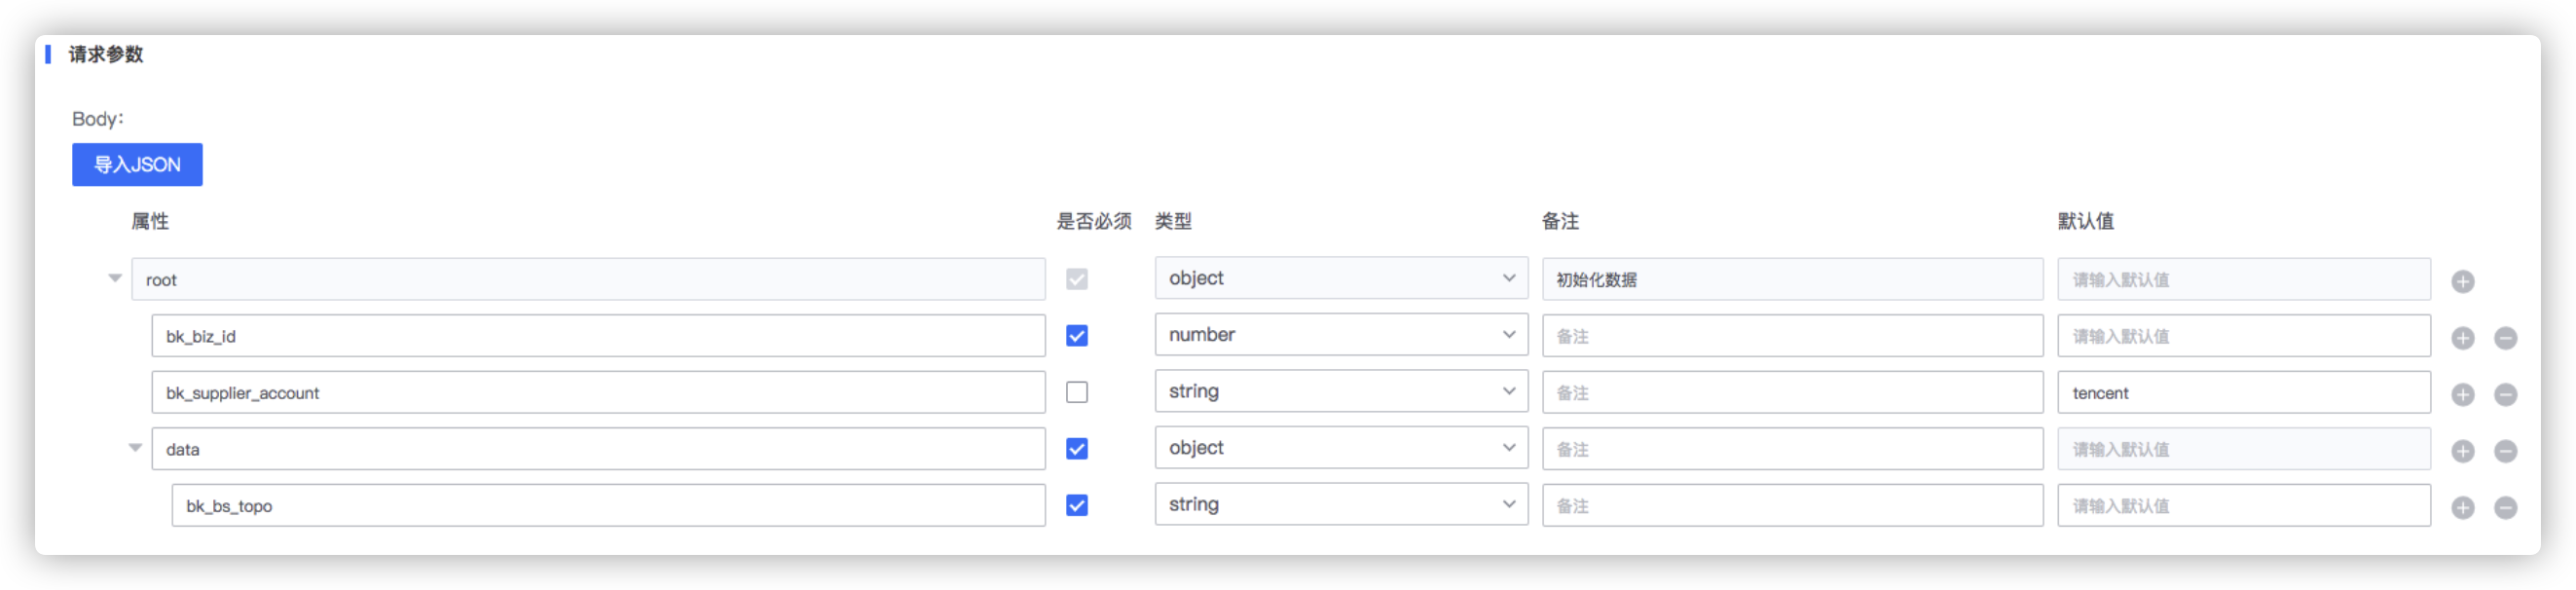 请求参数
Body:
导入JSON
属性 是否必须 类型 备注 默认值
root object 初始化数据 请输入默认值
bk_biz_id number 备注 请输入默认值
bk_supplier_account string 备注 tencent
data object 备注 请输入默认值
bk_bs_topo string 备注 请输入默认值